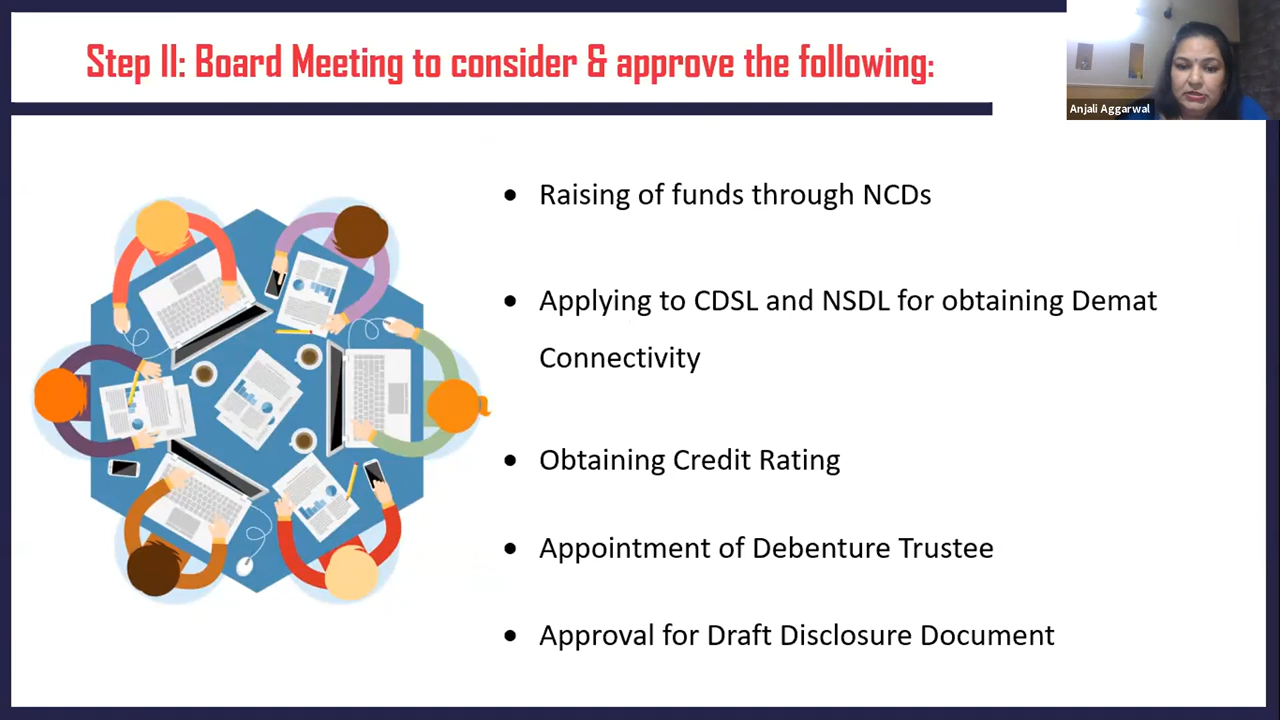 Step II: Board Meeting to consider & approve the following:
Anjali Aggarwal
• Raising of funds through NCDs
• Applying to CDSL and NSDL for obtaining Demat
Connectivity
• Obtaining Credit Rating
• Appointment of Debenture Trustee
• Approval for Draft Disclosure Document